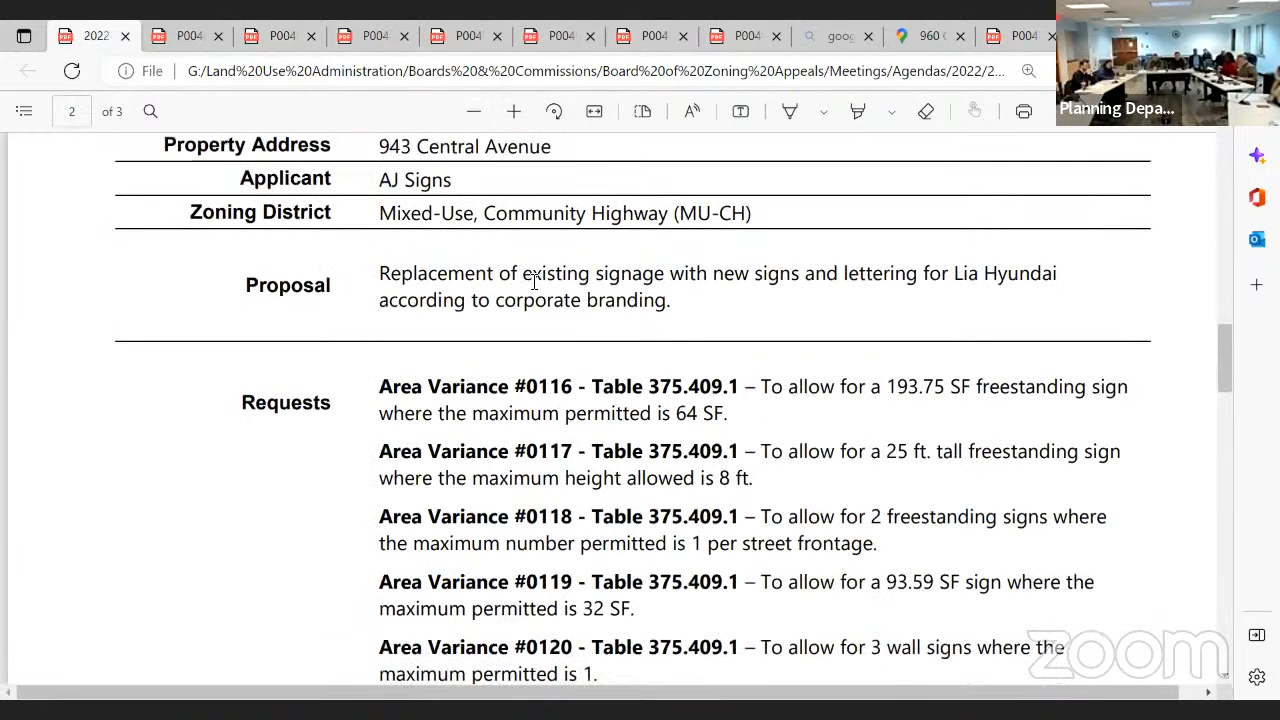 2022
P004
P004
P004
P004
P004
P004
P004
goog
960 C
P004
File
G:/Land%20Use%20Administration/Boards%20&%20Commissions/Board%20of%20Zoning%20Appeals/Meetings/Agendas/2022/2...
2 of 3
Planning Depa...
Property Address 943 Central Avenue
Applicant AJ Signs
Zoning District Mixed-Use, Community Highway (MU-CH)
Proposal Replacement of existing signage with new signs and lettering for Lia Hyundai
according to corporate branding.
Requests Area Variance #0116 - Table 375.409.1 – To allow for a 193.75 SF freestanding sign
where the maximum permitted is 64 SF.
Area Variance #0117 - Table 375.409.1 – To allow for a 25 ft. tall freestanding sign
where the maximum height allowed is 8 ft.
Area Variance #0118 - Table 375.409.1 – To allow for 2 freestanding signs where
the maximum number permitted is 1 per street frontage.
Area Variance #0119 - Table 375.409.1 – To allow for a 93.59 SF sign where the
maximum permitted is 32 SF.
Area Variance #0120 - Table 375.409.1 – To allow for 3 wall signs where the
maximum permitted is 1.
zoom